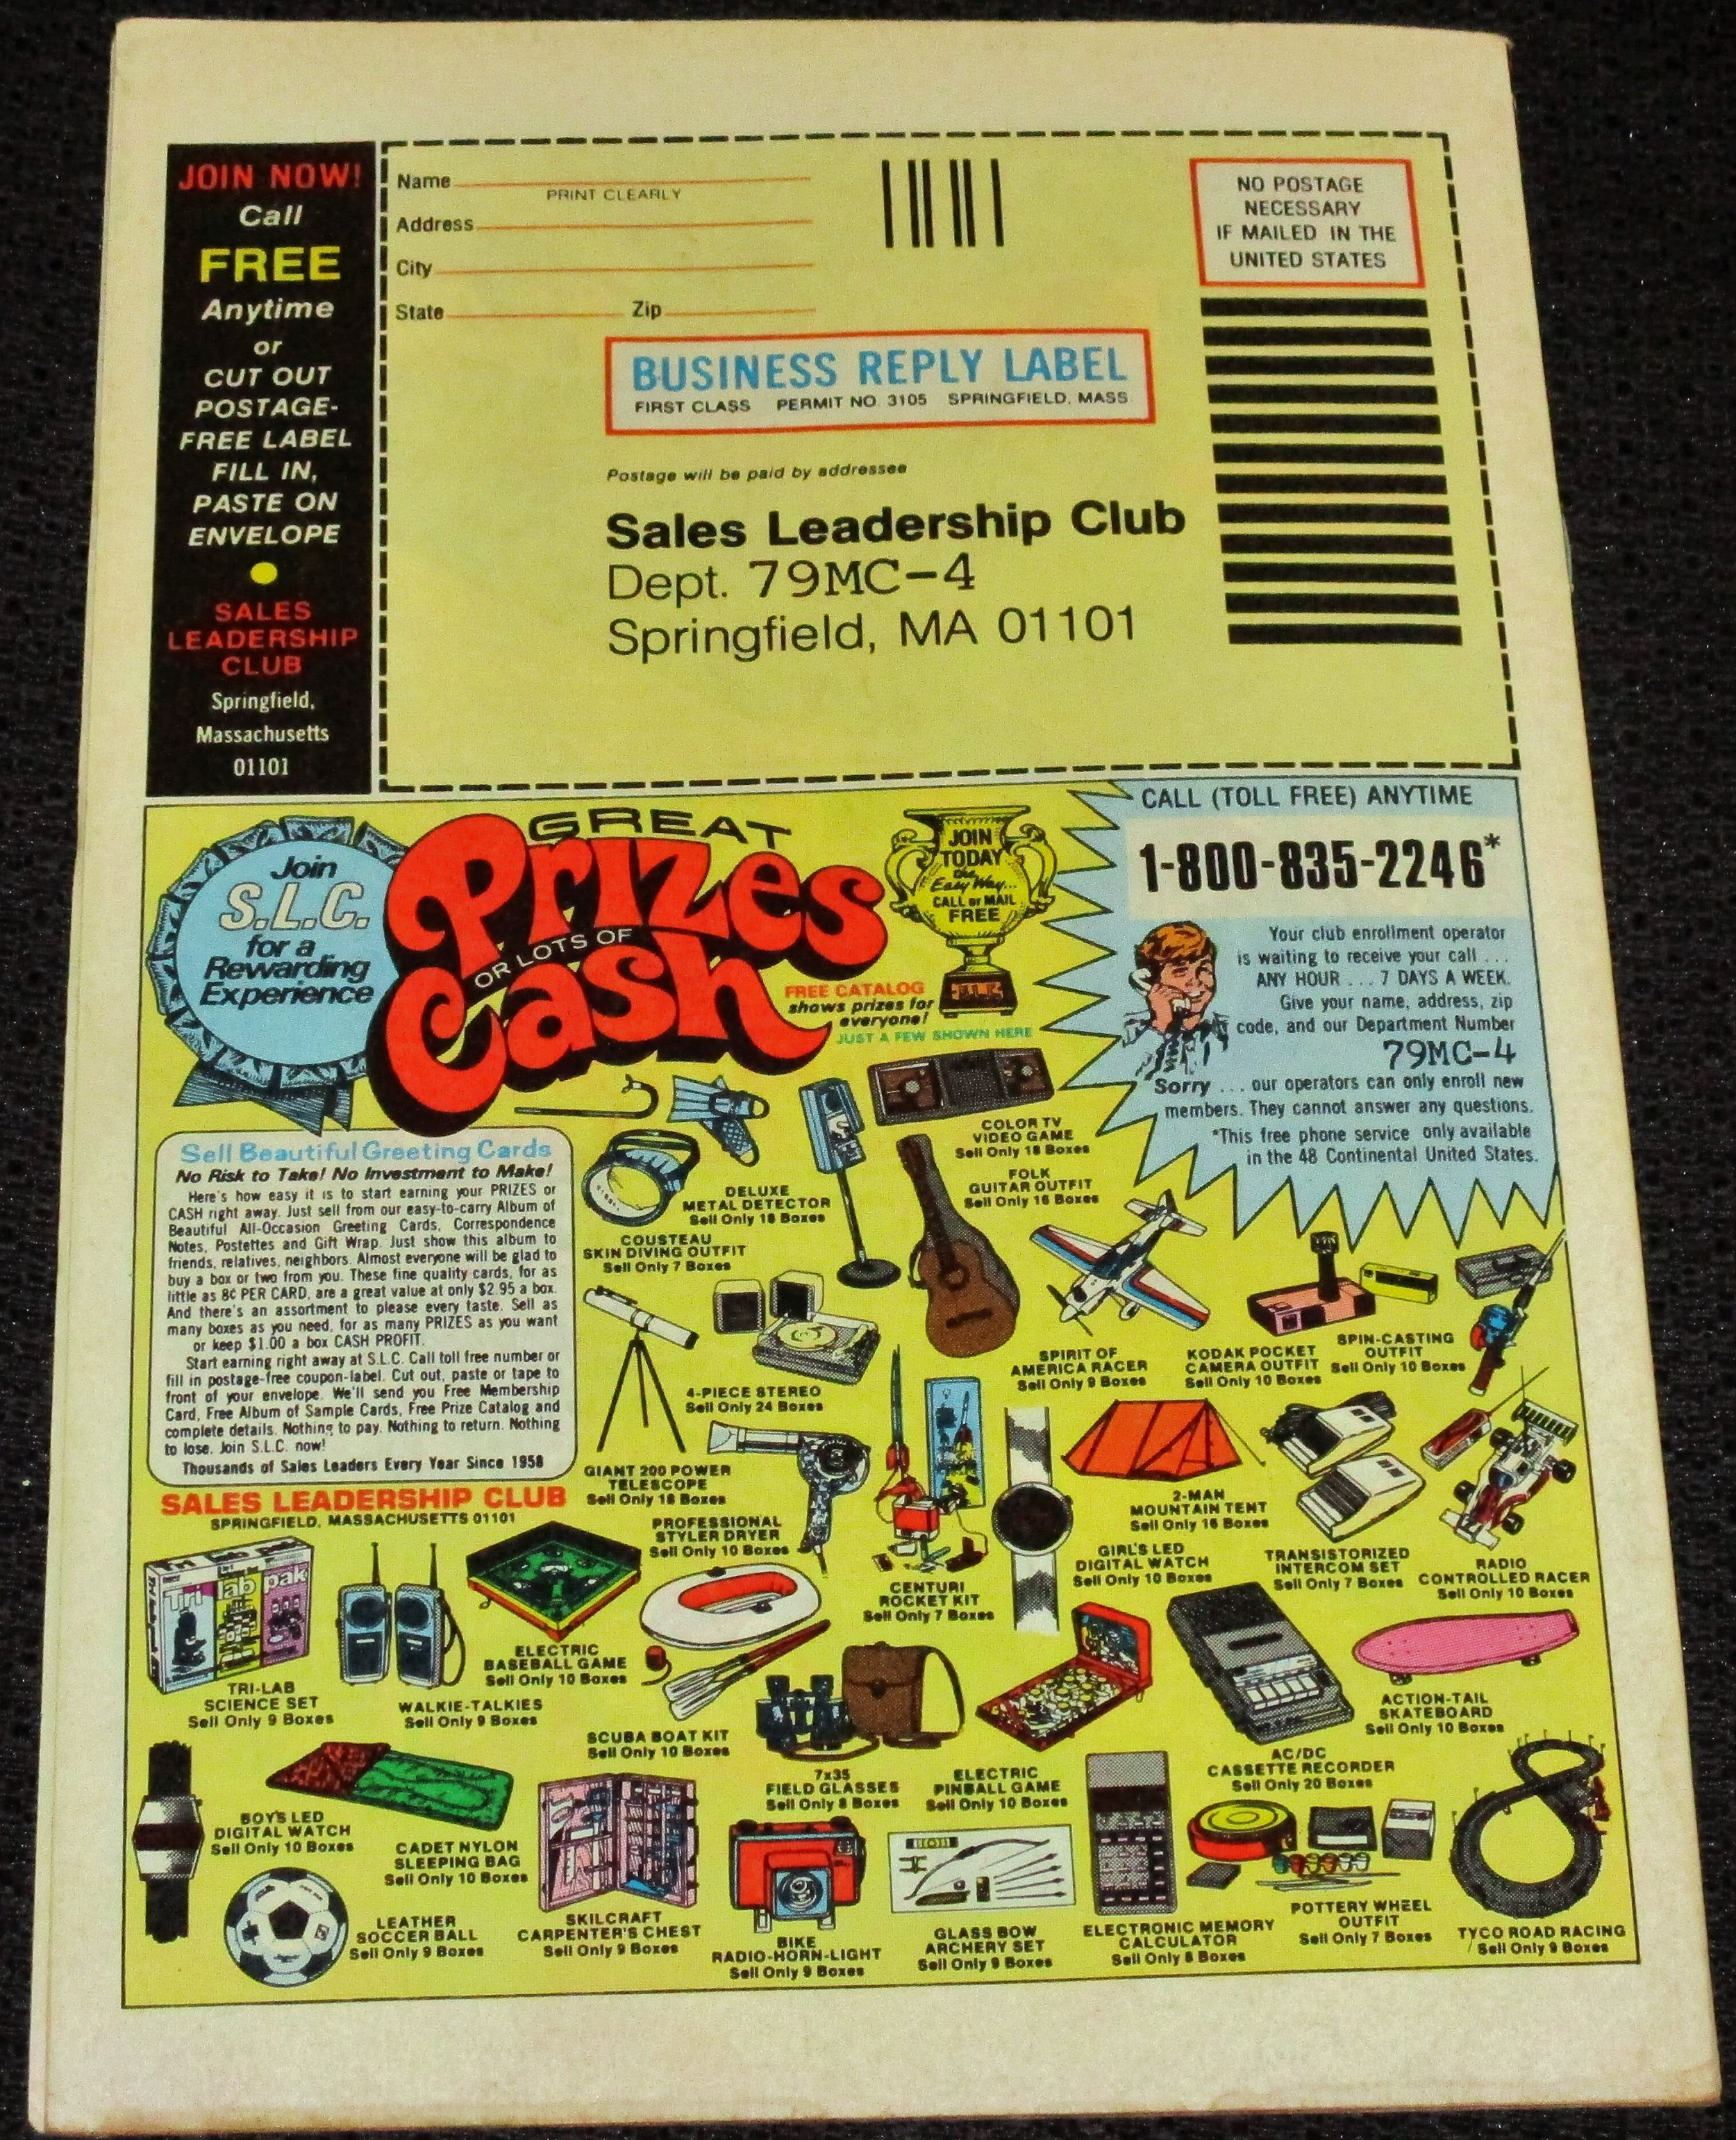 JOIN NOW!
Call
FREE
Anytime
or
CUT OUT
POSTAGE-
FREE LABEL
FILL IN,
PASTE ON
ENVELOPE
SALES
LEADERSHIP
CLUB
Springfield,
Massachusetts
01101
Name
PRINT CLEARLY
Address
City
State Zip
NO POSTAGE
NECESSARY
IF MAILED IN THE
UNITED STATES
BUSINESS REPLY LABEL
FIRST CLASS PERMIT NO. 3105 SPRINGFIELD, MASS.
Postage will be paid by addressee
Sales Leadership Club
Dept. 79MC-4
Springfield, MA 01101
Join
S.L.C.
for a
Rewarding
Experience
GREAT
Prizes
OR LOTS OF
Cash
JOIN
TODAY
the
Easy Way...
CALL or MAIL
FREE
FREE CATALOG
shows prizes for
everyone!
JUST A FEW SHOWN HERE
CALL (TOLL FREE) ANYTIME
1-800-835-2246*
Your club enrollment operator
is waiting to receive your call ...
ANY HOUR ... 7 DAYS A WEEK.
Give your name, address, zip
code, and our Department Number
79MC-4
Sorry ... our operators can only enroll new
members. They cannot answer any questions.
*This free phone service only available
in the 48 Continental United States.
Sell Beautiful Greeting Cards
No Risk to Take! No Investment to Make!
Here's how easy it is to start earning your PRIZES or
CASH right away. Just sell from our easy-to-carry Album of
Beautiful All-Occasion Greeting Cards, Correspondence
Notes, Postettes and Gift Wrap. Just show this album to
friends, relatives, neighbors. Almost everyone will be glad to
buy a box or two from you. These fine quality cards, for as
little as 8¢ PER CARD, are a great value at only $2.95 a box.
And there's an assortment to please every taste. Sell as
many boxes as you need, for as many PRIZES as you want
or keep $1.00 a box CASH PROFIT.
Start earning right away at S.L.C. Call toll free number or
fill in postage-free coupon-label. Cut out, paste or tape to
front of your envelope. We'll send you Free Membership
Card, Free Album of Sample Cards, Free Prize Catalog and
complete details. Nothing to pay. Nothing to return. Nothing
to lose. Join S.L.C. now!
Thousands of Sales Leaders Every Year Since 1958
SALES LEADERSHIP CLUB
SPRINGFIELD, MASSACHUSETTS 01101
COLOR TV
VIDEO GAME
Sell Only 18 Boxes
DELUXE
METAL DETECTOR
Sell Only 18 Boxes
FOLK
GUITAR OUTFIT
Sell Only 16 Boxes
COUSTEAU
SKIN DIVING OUTFIT
Sell Only 7 Boxes
4-PIECE STEREO
Sell Only 24 Boxes
SPIRIT OF
AMERICA RACER
Sell Only 9 Boxes
KODAK POCKET
CAMERA OUTFIT
Sell Only 10 Boxes
SPIN-CASTING
OUTFIT
Sell Only 10 Boxes
GIANT 200 POWER
TELESCOPE
Sell Only 18 Boxes
PROFESSIONAL
STYLER DRYER
Sell Only 10 Boxes
CENTURI
ROCKET KIT
Sell Only 7 Boxes
GIRL'S LED
DIGITAL WATCH
Sell Only 10 Boxes
2-MAN
MOUNTAIN TENT
Sell Only 16 Boxes
TRANSISTORIZED
INTERCOM SET
Sell Only 7 Boxes
RADIO
CONTROLLED RACER
Sell Only 10 Boxes
Tri lab pak
TRI-LAB
SCIENCE SET
Sell Only 9 Boxes
WALKIE-TALKIES
Sell Only 9 Boxes
ELECTRIC
BASEBALL GAME
Sell Only 10 Boxes
SCUBA BOAT KIT
Sell Only 10 Boxes
7x35
FIELD GLASSES
Sell Only 8 Boxes
ELECTRIC
PINBALL GAME
Sell Only 10 Boxes
AC/DC
CASSETTE RECORDER
Sell Only 20 Boxes
ACTION-TAIL
SKATEBOARD
Sell Only 10 Boxes
BOY'S LED
DIGITAL WATCH
Sell Only 10 Boxes
CADET NYLON
SLEEPING BAG
Sell Only 10 Boxes
LEATHER
SOCCER BALL
Sell Only 9 Boxes
SKILCRAFT
CARPENTER'S CHEST
Sell Only 9 Boxes
BIKE
RADIO-HORN-LIGHT
Sell Only 9 Boxes
GLASS BOW
ARCHERY SET
Sell Only 9 Boxes
ELECTRONIC MEMORY
CALCULATOR
Sell Only 8 Boxes
POTTERY WHEEL
OUTFIT
Sell Only 7 Boxes
TYCO ROAD RACING
Sell Only 9 Boxes